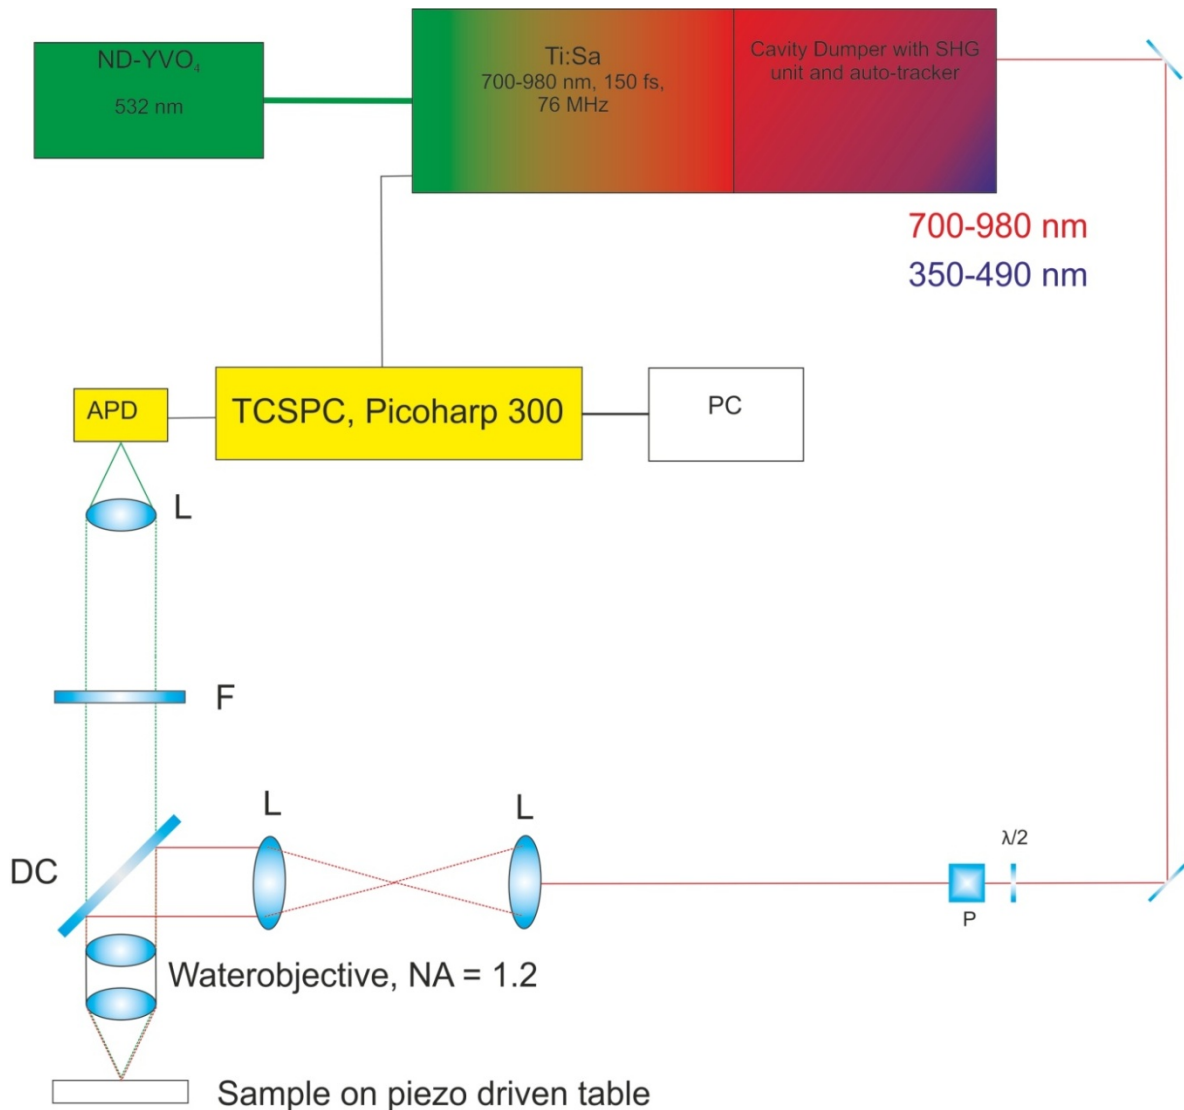 ND-YVO₄
532 nm
Ti:Sa
700-980 nm, 150 fs,
76 MHz
Cavity Dumper with SHG
unit and auto-tracker
700-980 nm
350-490 nm
APD
TCSPC, Picoharp 300
PC
L
F
L
L
DC
λ/2
P
Waterobjective, NA = 1.2
Sample on piezo driven table